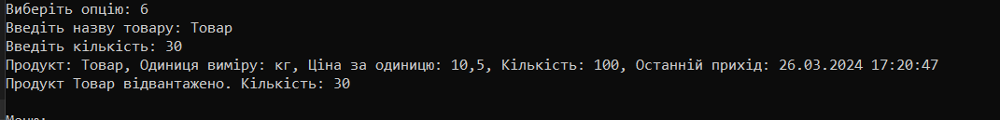 Виберіть опцію: 6
Введіть назву товару: Товар
Введіть кількість: 30
Продукт: Товар, Одиниця виміру: кг, Ціна за одиницю: 10,5, Кількість: 100, Останній прихід: 26.03.2024 17:20:47
Продукт Товар відвантажено. Кількість: 30
Меню: